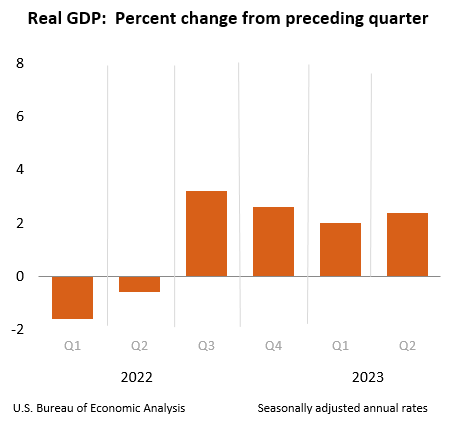 Real GDP:  Percent change from preceding quarter
8
6
4
2
0
-2
Q1 Q2 Q3 Q4 Q1 Q2
2022 2023
U.S. Bureau of Economic Analysis Seasonally adjusted annual rates